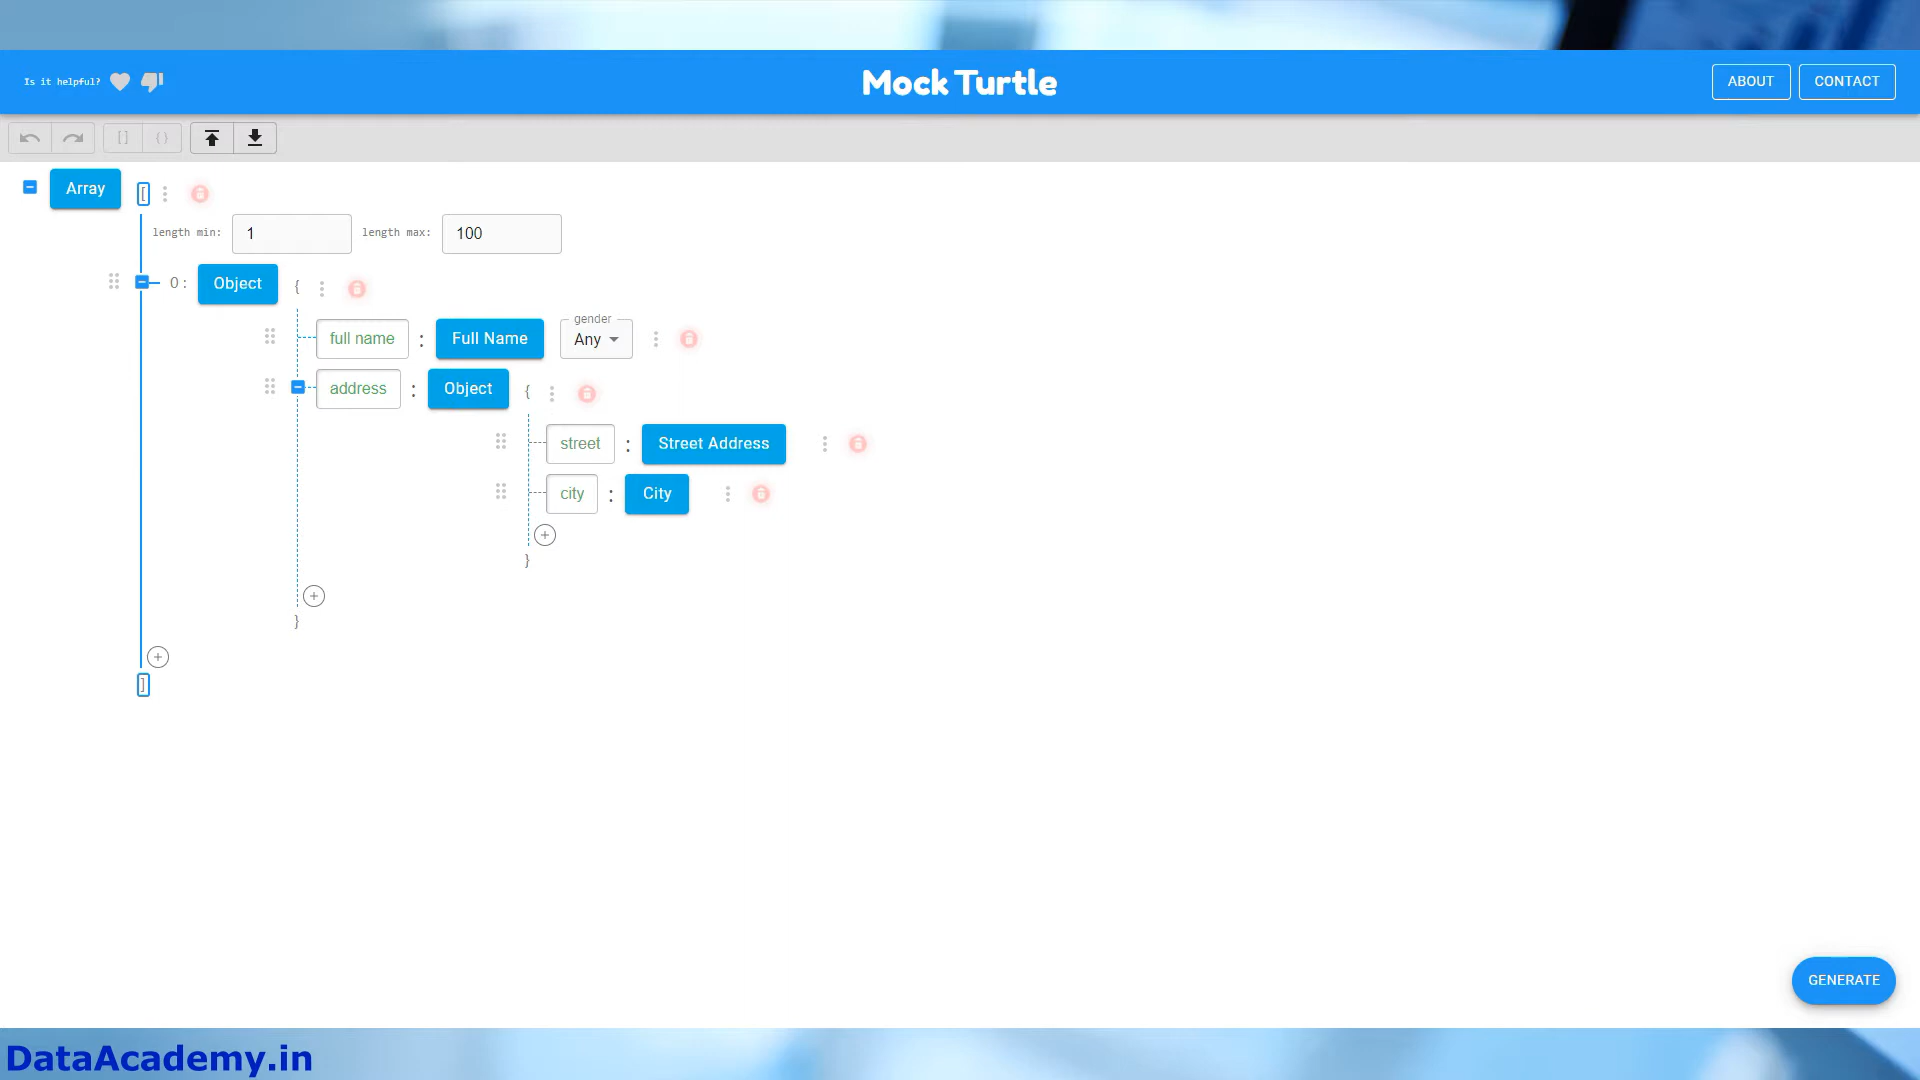 Is it helpful?
Mock Turtle
ABOUT
CONTACT
[ ]
{ }
Array [
length min: 1 length max: 100
0 : Object {
gender
full name : Full Name Any
address : Object {
street : Street Address
city : City
}
}
]
GENERATE
DataAcademy.in